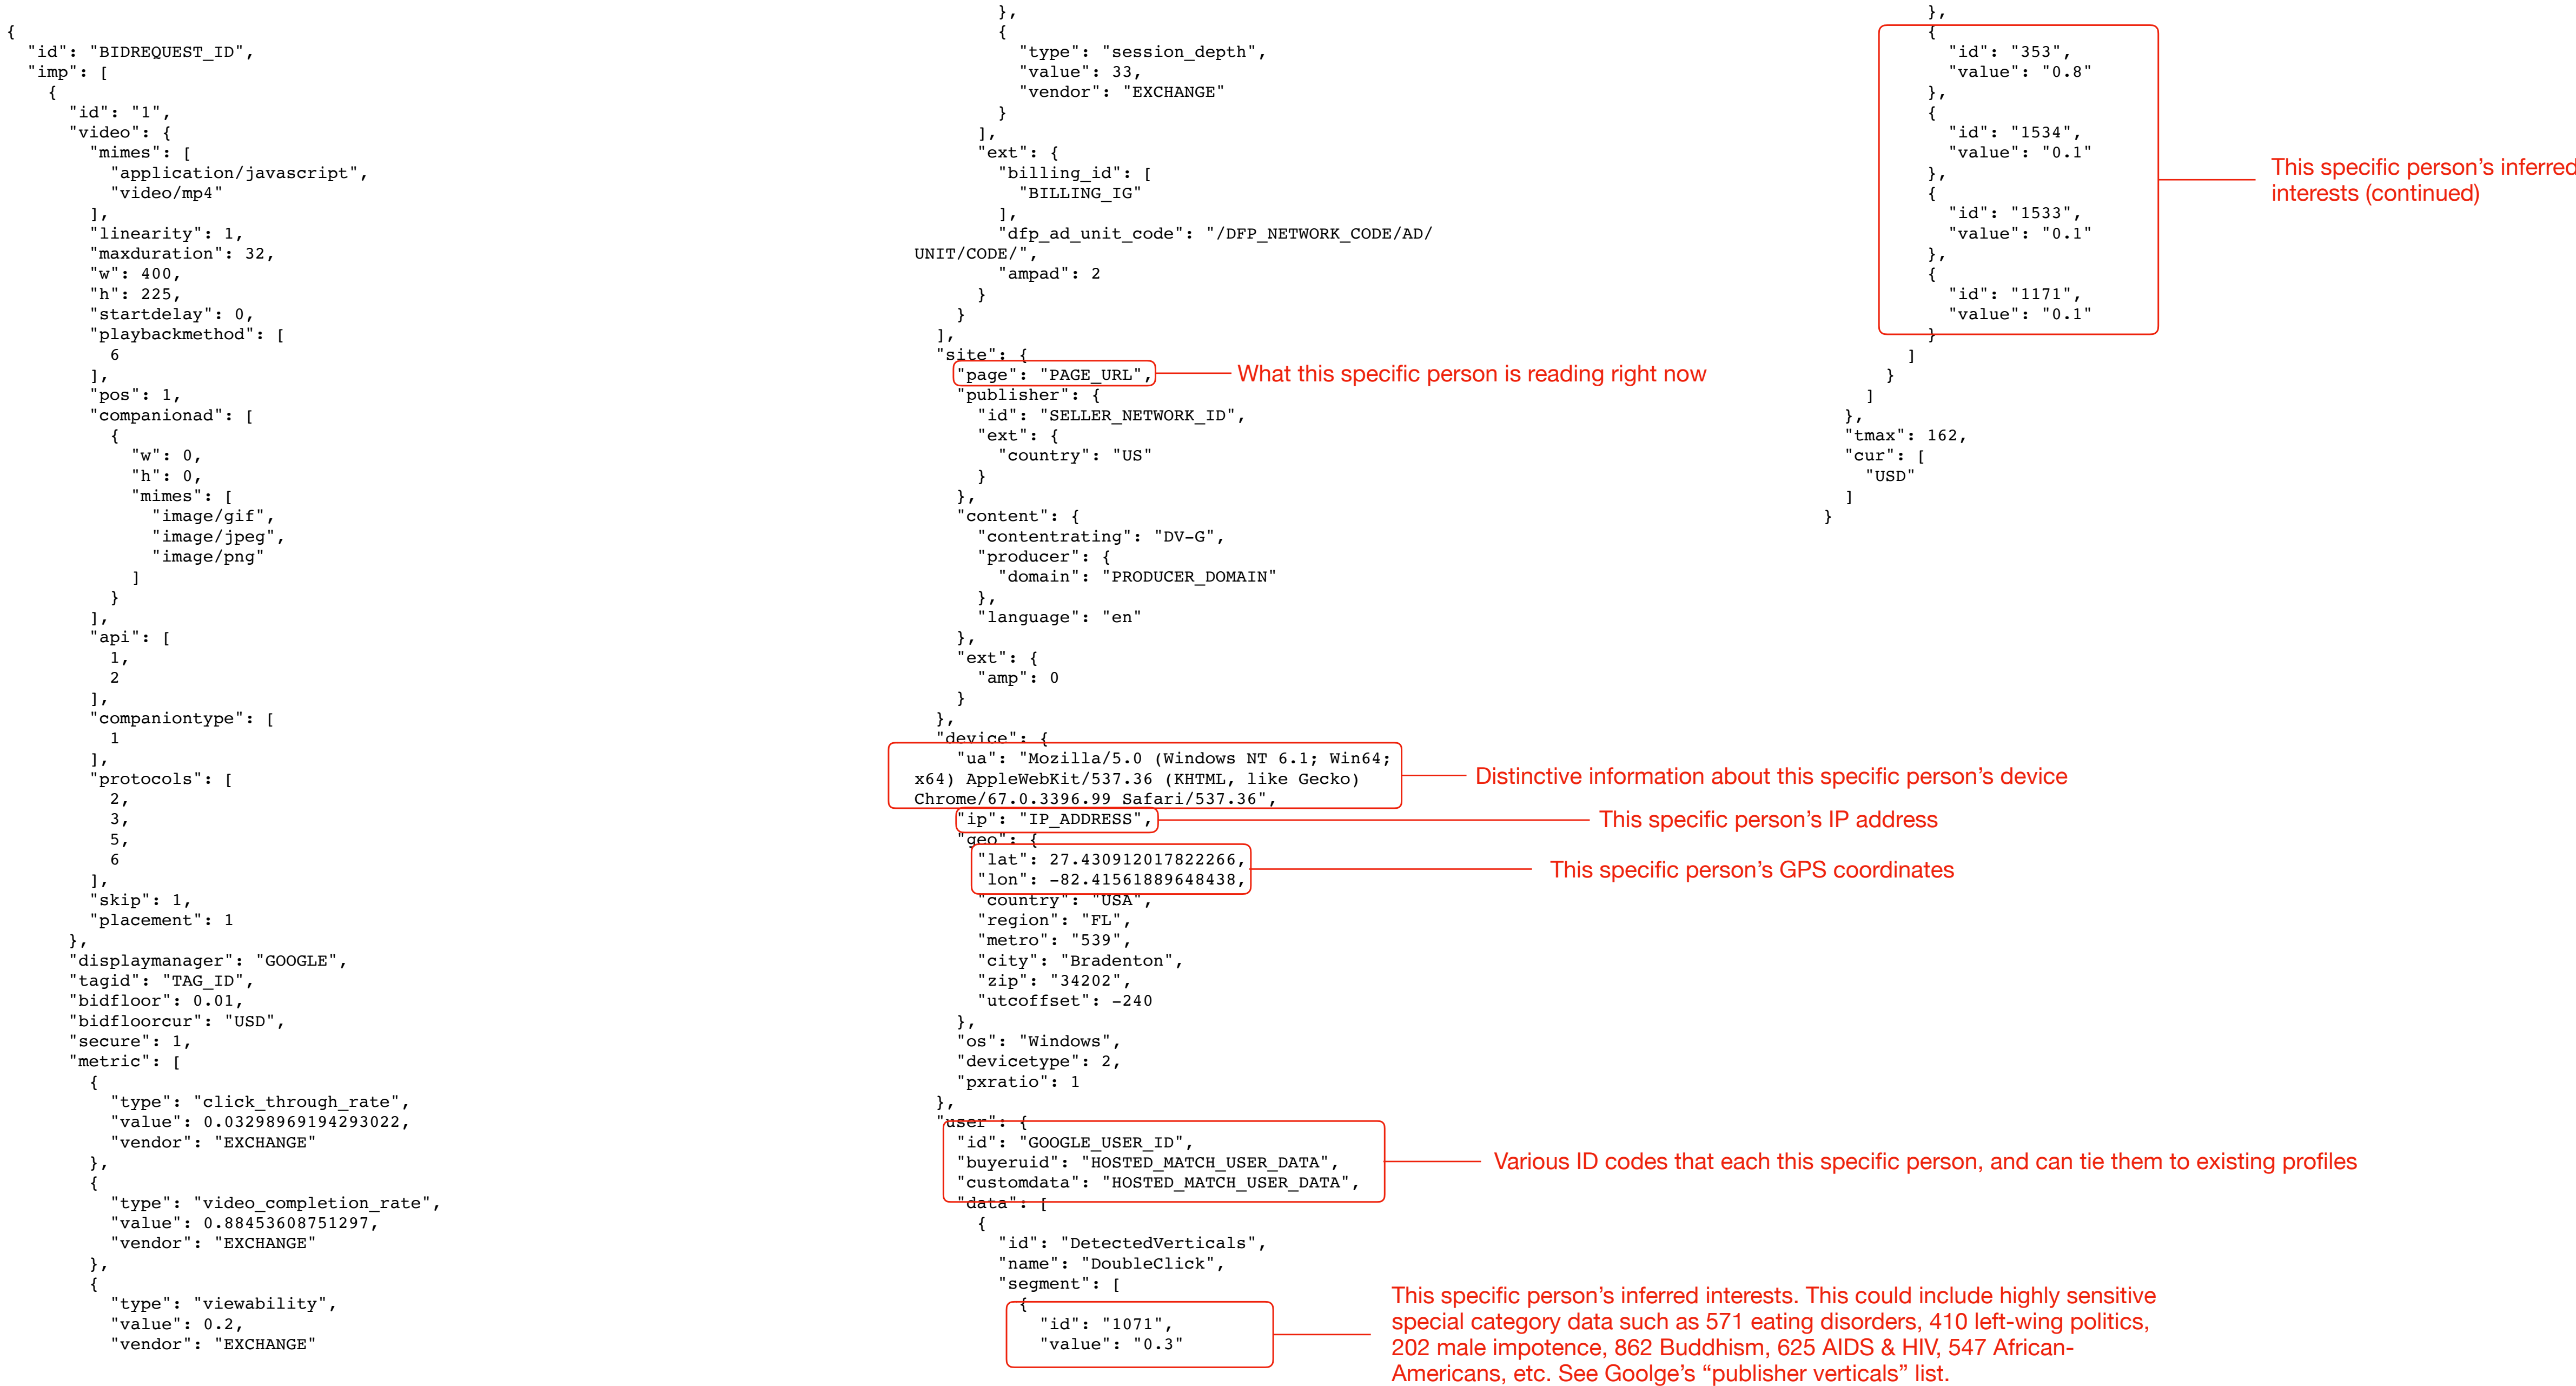 {
"id": "BIDREQUEST_ID",
"imp": [
{
"id": "1",
"video": {
"mimes": [
"application/javascript",
"video/mp4"
],
"linearity": 1,
"maxduration": 32,
"w": 400,
"h": 225,
"startdelay": 0,
"playbackmethod": [
6
],
"pos": 1,
"companionad": [
{
"w": 0,
"h": 0,
"mimes": [
"image/gif",
"image/jpeg",
"image/png"
]
}
],
"api": [
1,
2
],
"companiontype": [
1
],
"protocols": [
2,
3,
5,
6
],
"skip": 1,
"placement": 1
},
"displaymanager": "GOOGLE",
"tagid": "TAG_ID",
"bidfloor": 0.01,
"bidfloorcur": "USD",
"secure": 1,
"metric": [
{
"type": "click_through_rate",
"value": 0.03298969194293022,
"vendor": "EXCHANGE"
},
{
"type": "video_completion_rate",
"value": 0.88453608751297,
"vendor": "EXCHANGE"
},
{
"type": "viewability",
"value": 0.2,
"vendor": "EXCHANGE"
},
{
"type": "session_depth",
"value": 33,
"vendor": "EXCHANGE"
}
],
"ext": {
"billing_id": [
"BILLING_IG"
],
"dfp_ad_unit_code": "/DFP_NETWORK_CODE/AD/
UNIT/CODE/",
"ampad": 2
}
}
],
"site": {
"page": "PAGE_URL",
What this specific person is reading right now
"publisher": {
"id": "SELLER_NETWORK_ID",
"ext": {
"country": "US"
}
},
"content": {
"contentrating": "DV-G",
"producer": {
"domain": "PRODUCER_DOMAIN"
},
"language": "en"
},
"ext": {
"amp": 0
}
},
"device": {
"ua": "Mozilla/5.0 (Windows NT 6.1; Win64;
x64) AppleWebKit/537.36 (KHTML, like Gecko)
Chrome/67.0.3396.99 Safari/537.36",
Distinctive information about this specific person's device
"ip": "IP_ADDRESS",
This specific person's IP address
"geo": {
"lat": 27.430912017822266,
"lon": -82.41561889648438,
This specific person's GPS coordinates
"country": "USA",
"region": "FL",
"metro": "539",
"city": "Bradenton",
"zip": "34202",
"utcoffset": -240
},
"os": "Windows",
"devicetype": 2,
"pxratio": 1
},
"user": {
"id": "GOOGLE_USER_ID",
"buyeruid": "HOSTED_MATCH_USER_DATA",
"customdata": "HOSTED_MATCH_USER_DATA",
Various ID codes that each this specific person, and can tie them to existing profiles
"data": [
{
"id": "DetectedVerticals",
"name": "DoubleClick",
"segment": [
{
"id": "1071",
"value": "0.3"
This specific person's inferred interests. This could include highly sensitive
special category data such as 571 eating disorders, 410 left-wing politics,
202 male impotence, 862 Buddhism, 625 AIDS & HIV, 547 African-
Americans, etc. See Goolge's “publisher verticals” list.
},
{
"id": "353",
"value": "0.8"
},
{
"id": "1534",
"value": "0.1"
},
{
"id": "1533",
"value": "0.1"
},
{
"id": "1171",
"value": "0.1"
}
This specific person's inferred
interests (continued)
]
}
]
},
"tmax": 162,
"cur": [
"USD"
]
}